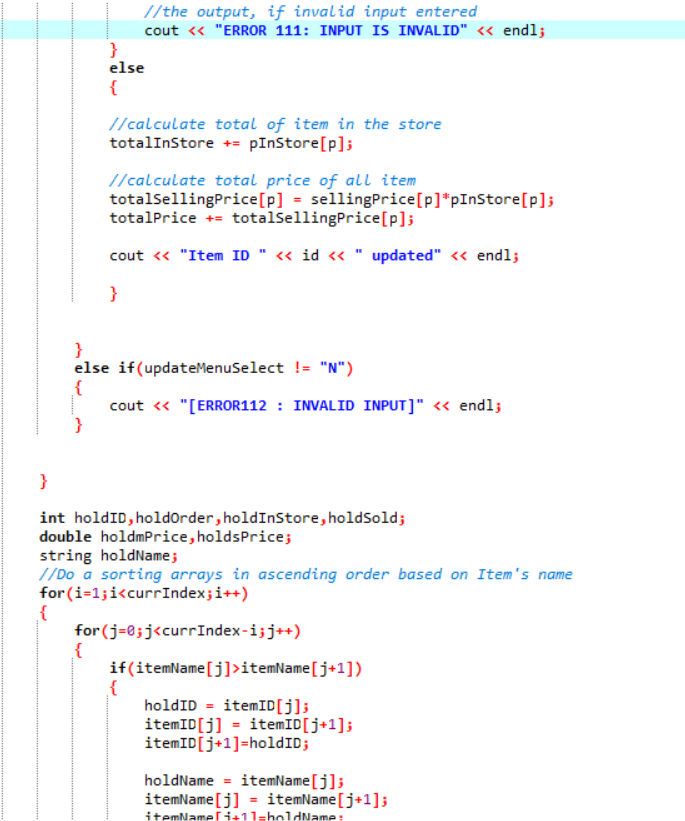 //the output, if invalid input entered
cout << "ERROR 111: INPUT IS INVALID" << endl;
}
else
{
//calculate total of item in the store
totalInStore += pInStore[p];
//calculate total price of all item
totalSellingPrice[p] = sellingPrice[p]*pInStore[p];
totalPrice += totalSellingPrice[p];
cout << "Item ID " << id << " updated" << endl;
}
}
else if(updateMenuSelect != "N")
{
cout << "[ERROR112 : INVALID INPUT]" << endl;
}
}
int holdID,holdOrder,holdInStore,holdSold;
double holdmPrice,holdsPrice;
string holdName;
//Do a sorting arrays in ascending order based on Item's name
for(i=1;i<currIndex;i++)
{
for(j=0;j<currIndex-i;j++)
{
if(itemName[j]>itemName[j+1])
{
holdID = itemID[j];
itemID[j] = itemID[j+1];
itemID[j+1]=holdID;
holdName = itemName[j];
itemName[j] = itemName[j+1];
itemName[j+1]=holdName;